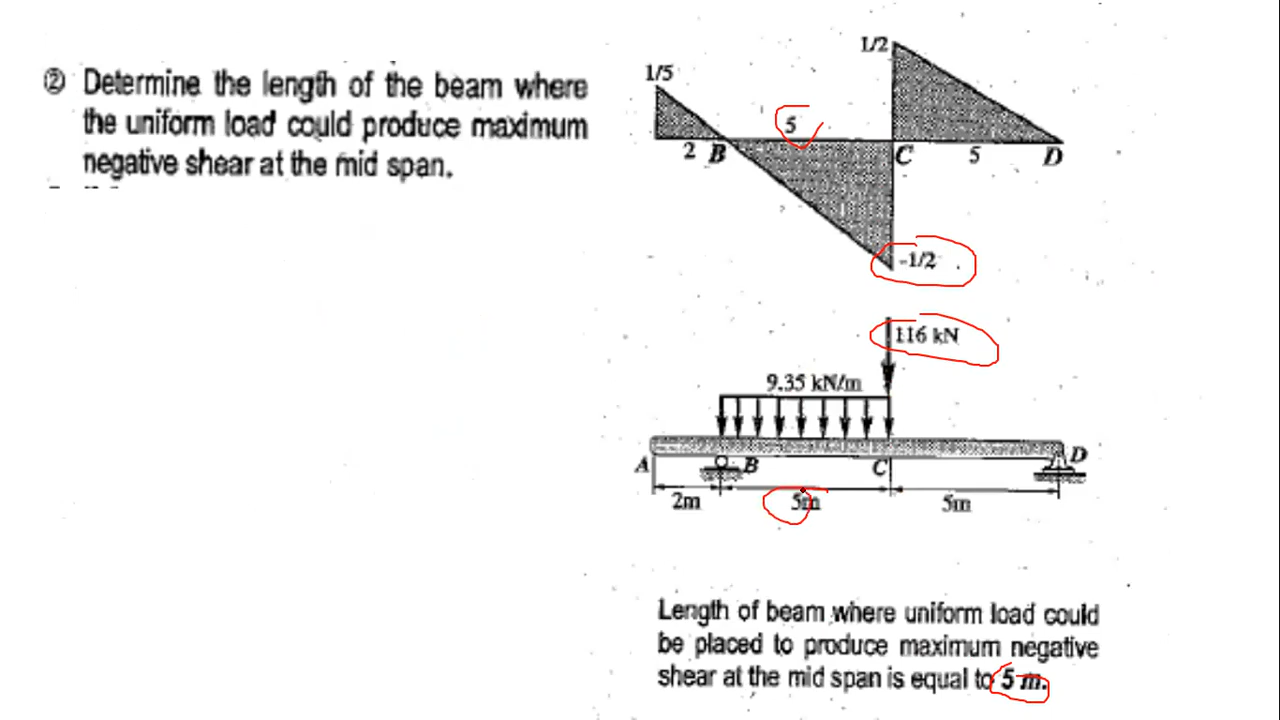 ② Determine the length of the beam where
the uniform load could produce maximum
negative shear at the mid span.
1/2
1/5
5
2 B C 5 D
-1/2
116 kN
9.35 kN/m
A B C D
2m 5m 5m
Length of beam where uniform load could
be placed to produce maximum negative
shear at the mid span is equal to 5 m.